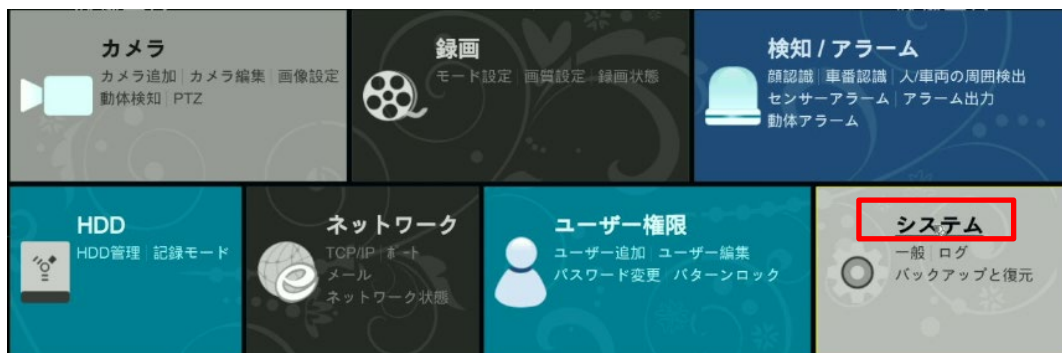 カメラ
カメラ追加 | カメラ編集 | 画像設定
動体検知 | PTZ
録画
モード設定 | 画質設定 | 録画状態
検知 / アラーム
顔認識 | 車番認識 | 人/車両の周囲検出
センサーアラーム | アラーム出力
動体アラーム
HDD
HDD管理 | 記録モード
ネットワーク
TCP/IP | ポート
メール
ネットワーク状態
ユーザー権限
ユーザー追加 | ユーザー編集
パスワード変更 | パターンロック
システム
一般 | ログ
バックアップと復元